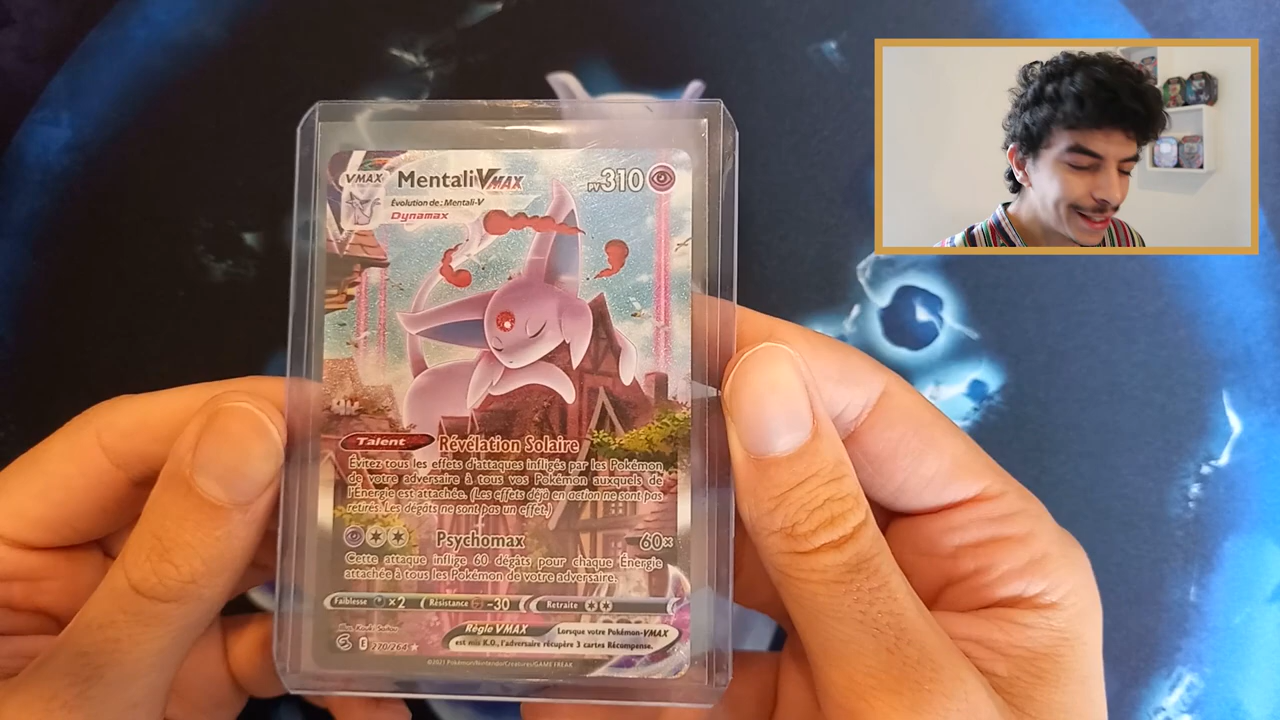 VMAX
MentaliVMAX
PV310
Évolution de : Mentali-V
Dynamax
Talent Révélation Solaire
Évitez tous les effets d'attaques infligés par les Pokémon
de votre adversaire à tous vos Pokémon auxquels de
l'Énergie est attachée. (Les effets déjà en action ne sont pas
retirés. Les dégâts ne sont pas un effet.)
Psychomax 60×
Cette attaque inflige 60 dégâts pour chaque Énergie
attachée à tous les Pokémon de votre adversaire.
Faiblesse ×2 Résistance -30 Retraite
Illus. Kouki Saitou
Règle VMAX Lorsque votre Pokémon-VMAX
est mis K.O., l'adversaire récupère 3 cartes Récompense.
E 270/264
©2021 Pokémon/Nintendo/Creatures/GAME FREAK